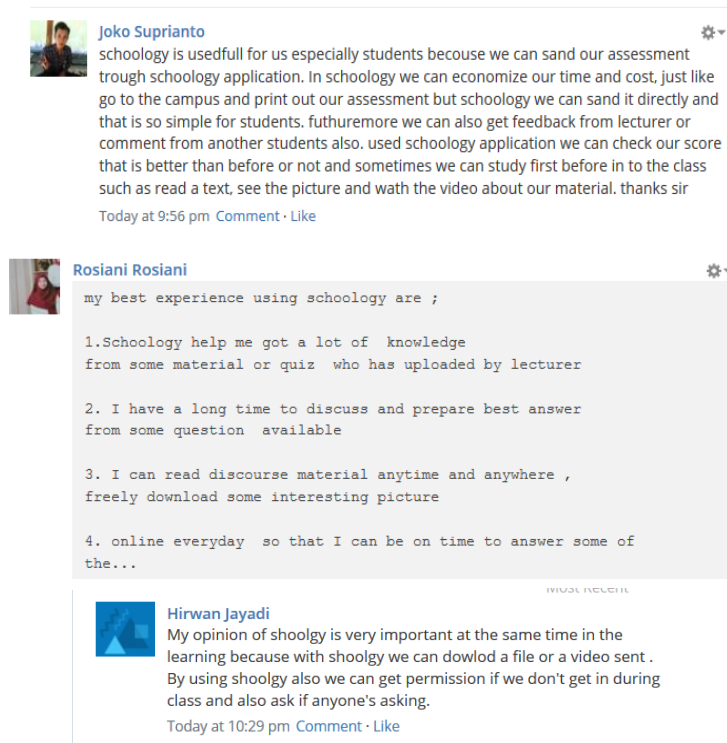 Joko Suprianto
schoology is usedfull for us especially students becouse we can sand our assessment
trough schoology application. In schoology we can economize our time and cost, just like
go to the campus and print out our assessment but schoology we can sand it directly and
that is so simple for students. futhuremore we can also get feedback from lecturer or
comment from another students also. used schoology application we can check our score
that is better than before or not and sometimes we can study first before in to the class
such as read a text, see the picture and wath the video about our material. thanks sir
Today at 9:56 pm Comment · Like
Rosiani Rosiani
my best experience using schoology are ;
1.Schoology help me got a lot of knowledge
from some material or quiz who has uploaded by lecturer
2. I have a long time to discuss and prepare best answer
from some question available
3. I can read discourse material anytime and anywhere ,
freely download some interesting picture
4. online everyday so that I can be on time to answer some of
the...
Most Recent
Hirwan Jayadi
My opinion of shoolgy is very important at the same time in the
learning because with shoolgy we can dowlod a file or a video sent .
By using shoolgy also we can get permission if we don't get in during
class and also ask if anyone's asking.
Today at 10:29 pm Comment · Like